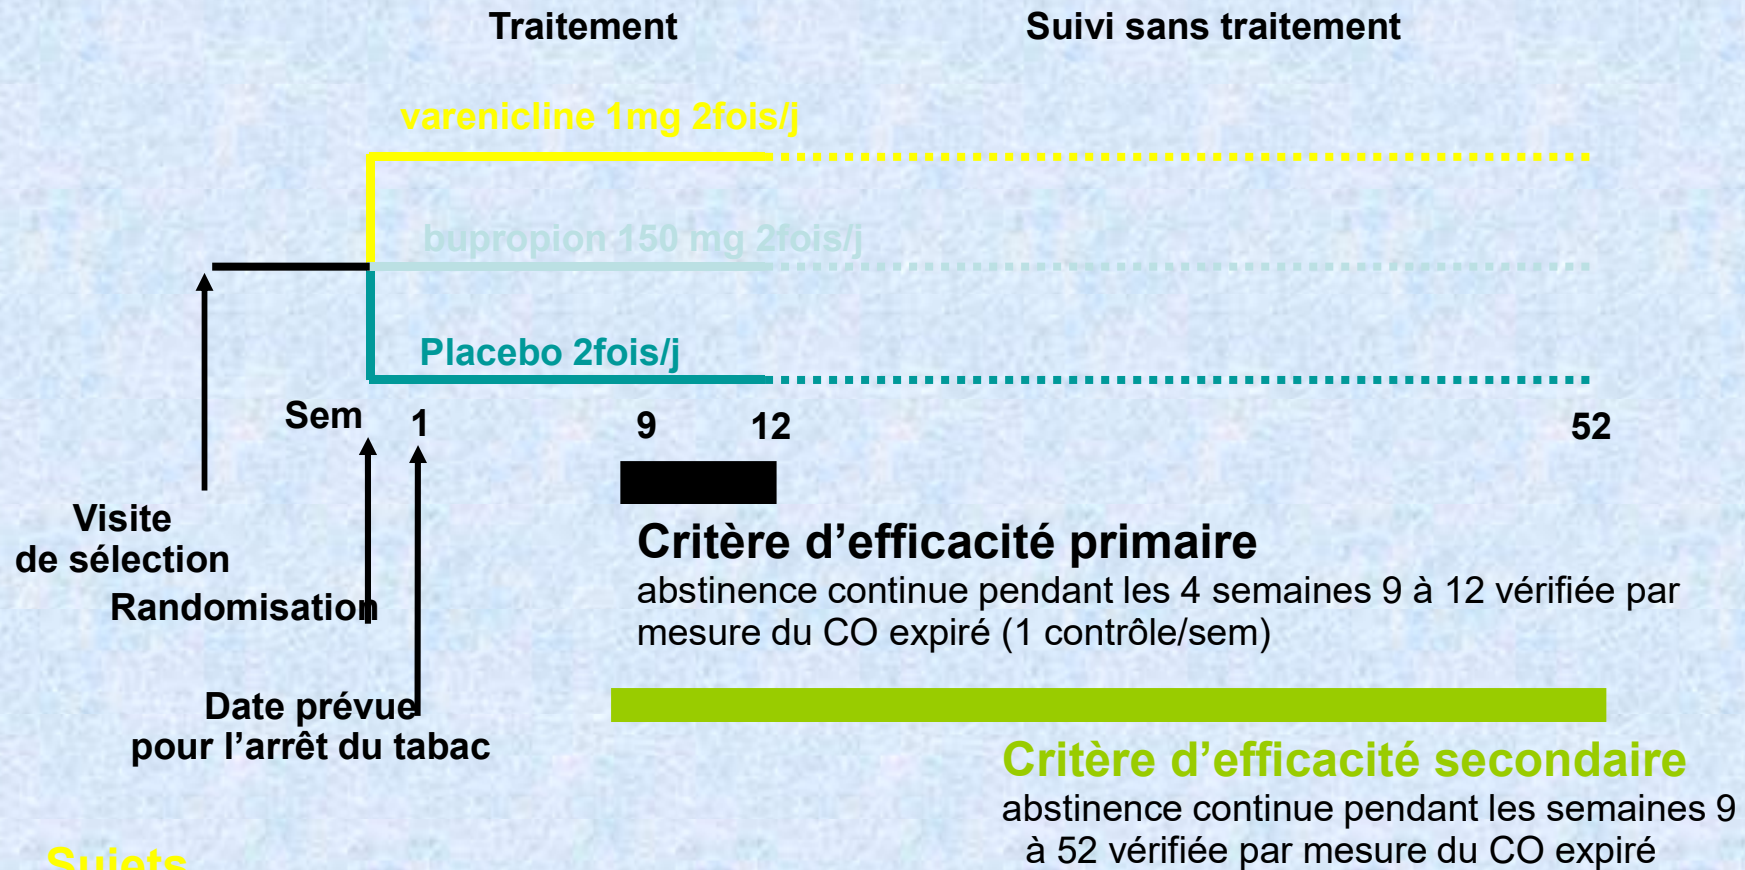 Traitement
Suivi sans traitement
varenicline 1mg 2fois/j
bupropion 150 mg 2fois/j
Placebo 2fois/j
Sem 1 9 12 52
Visite
de sélection
Randomisation
Critère d’efficacité primaire
abstinence continue pendant les 4 semaines 9 à 12 vérifiée par
mesure du CO expiré (1 contrôle/sem)
Date prévue
pour l’arrêt du tabac
Critère d’efficacité secondaire
abstinence continue pendant les semaines 9
à 52 vérifiée par mesure du CO expiré
Sujets